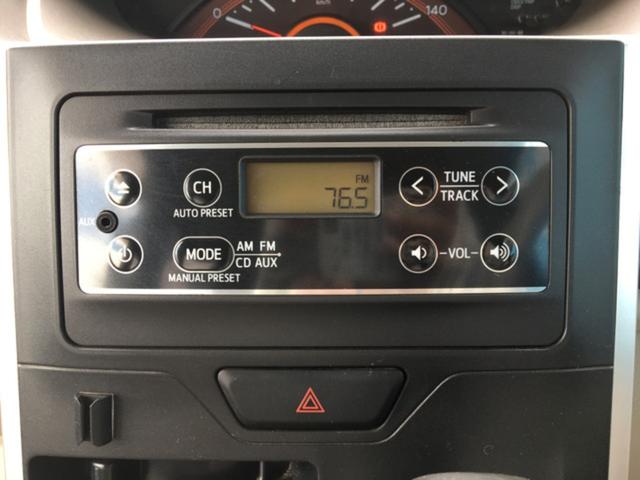 0
km/h
140
FM
76.5
CH
AUTO PRESET
TUNE
TRACK
AUX
MODE
AM FM
CD AUX
MANUAL PRESET
VOL